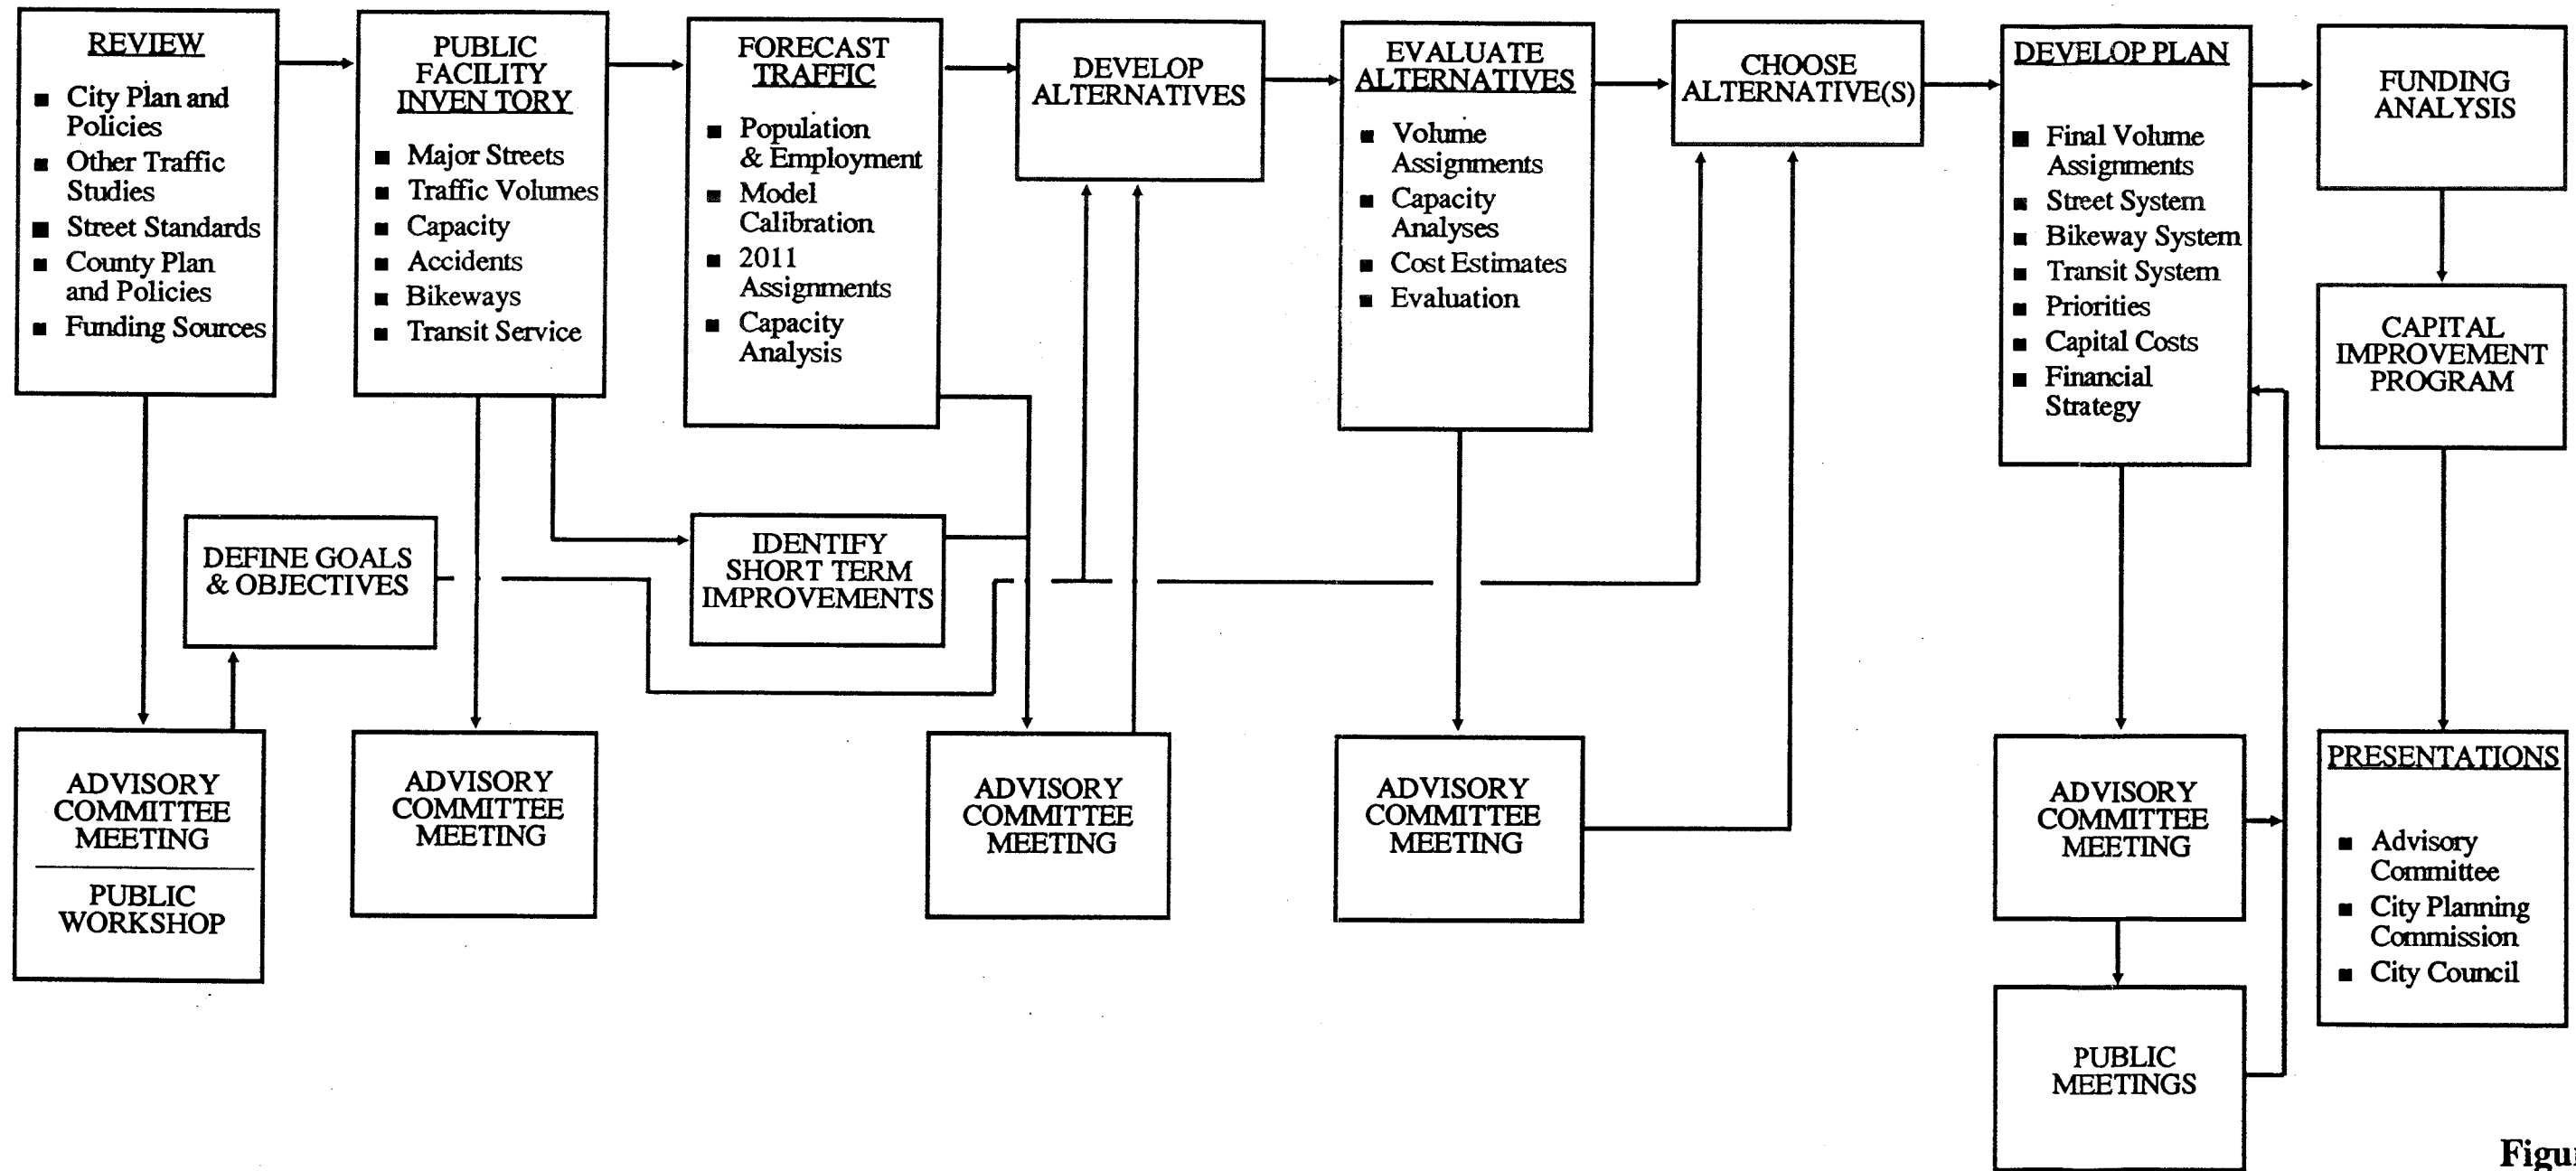 REVIEW
■ City Plan and
Policies
■ Other Traffic
Studies
■ Street Standards
■ County Plan
and Policies
■ Funding Sources
PUBLIC
FACILITY
INVEN TORY
■ Major Streets
■ Traffic Volumes
■ Capacity
■ Accidents
■ Bikeways
■ Transit Service
FORECAST
TRAFFIC
■ Population
& Employment
■ Model
Calibration
■ 2011
Assignments
■ Capacity
Analysis
DEVELOP
ALTERNATIVES
EVALUATE
ALTERNATIVES
■ Volume
Assignments
■ Capacity
Analyses
■ Cost Estimates
■ Evaluation
CHOOSE
ALTERNATIVE(S)
DEVELOP PLAN
■ Final Volume
Assignments
■ Street System
■ Bikeway System
■ Transit System
■ Priorities
■ Capital Costs
■ Financial
Strategy
FUNDING
ANALYSIS
CAPITAL
IMPROVEMENT
PROGRAM
DEFINE GOALS
& OBJECTIVES
IDENTIFY
SHORT TERM
IMPROVEMENTS
ADVISORY
COMMITTEE
MEETING
PUBLIC
WORKSHOP
ADVISORY
COMMITTEE
MEETING
ADVISORY
COMMITTEE
MEETING
ADVISORY
COMMITTEE
MEETING
ADVISORY
COMMITTEE
MEETING
PUBLIC
MEETINGS
PRESENTATIONS
■ Advisory
Committee
■ City Planning
Commission
■ City Council